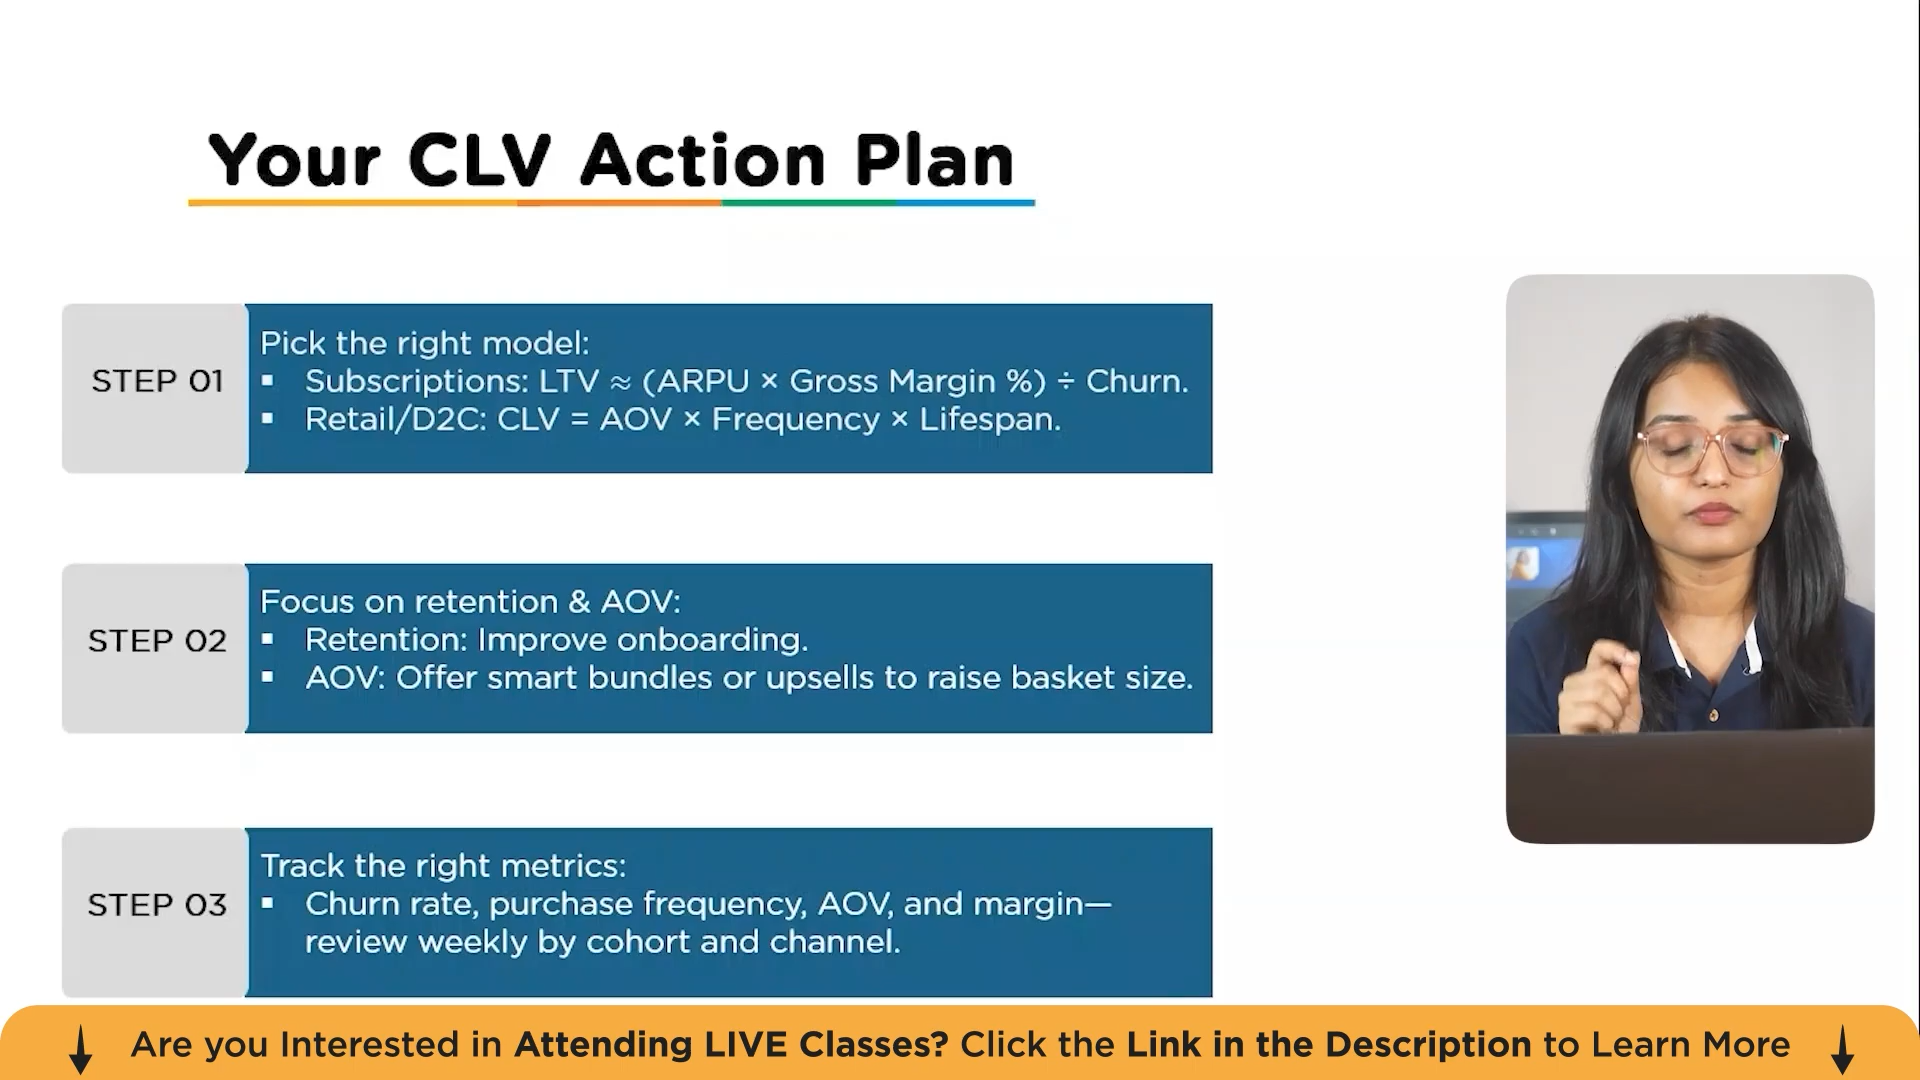 Your CLV Action Plan
STEP 01
Pick the right model:
▪ Subscriptions: LTV ≈ (ARPU × Gross Margin %) ÷ Churn.
▪ Retail/D2C: CLV = AOV × Frequency × Lifespan.
STEP 02
Focus on retention & AOV:
▪ Retention: Improve onboarding.
▪ AOV: Offer smart bundles or upsells to raise basket size.
STEP 03
Track the right metrics:
▪ Churn rate, purchase frequency, AOV, and margin—
review weekly by cohort and channel.
Are you Interested in Attending LIVE Classes? Click the Link in the Description to Learn More